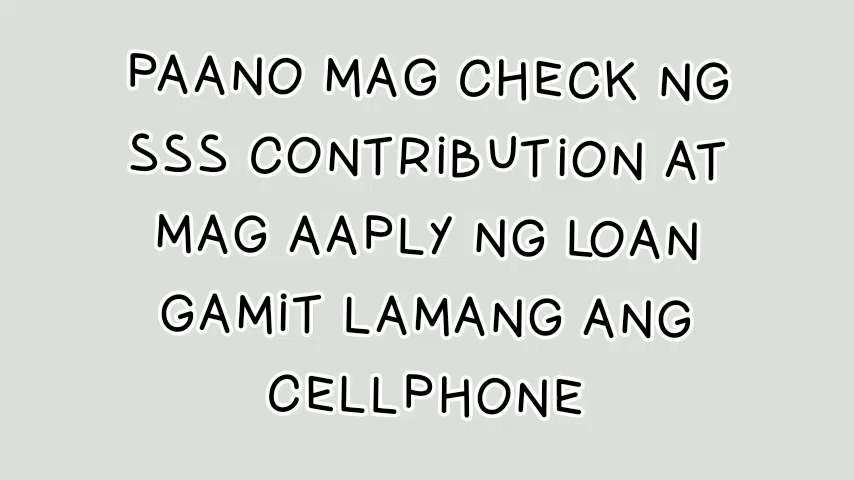 PAANO MAG CHECK NG
SSS CONTRIBUTION AT
MAG AAPLY NG LOAN
GAMIT LAMANG ANG
CELLPHONE